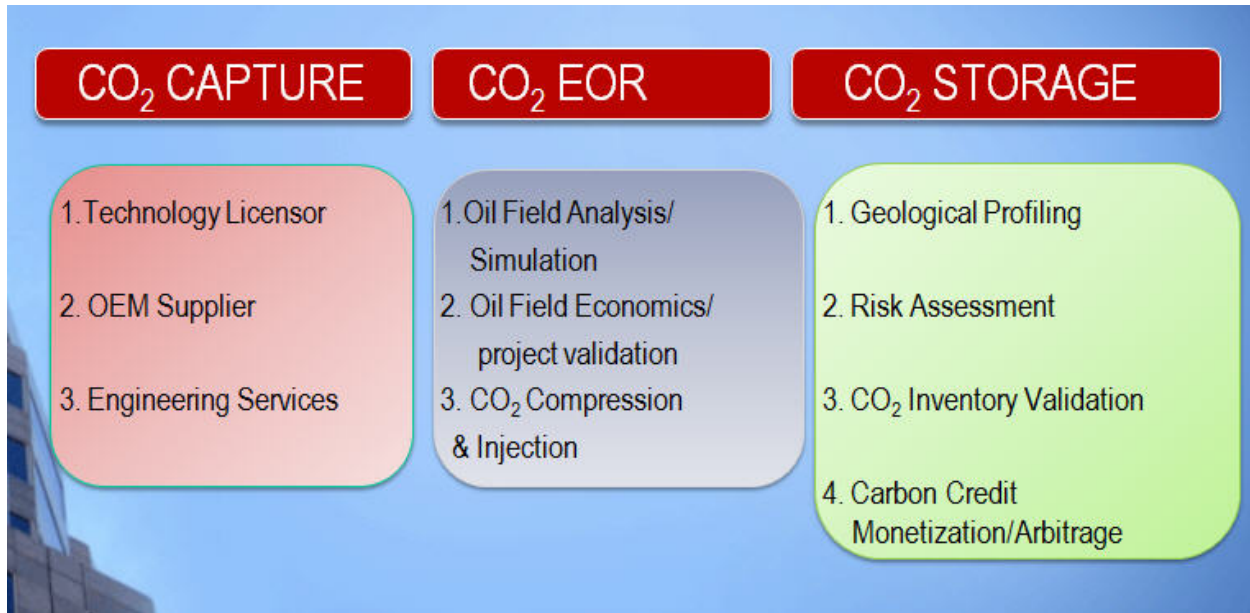 CO₂ CAPTURE
1.Technology Licensor
2. OEM Supplier
3. Engineering Services
CO₂ EOR
1.Oil Field Analysis/
Simulation
2. Oil Field Economics/
project validation
3. CO₂ Compression
& Injection
CO₂ STORAGE
1. Geological Profiling
2. Risk Assessment
3. CO₂ Inventory Validation
4. Carbon Credit
Monetization/Arbitrage